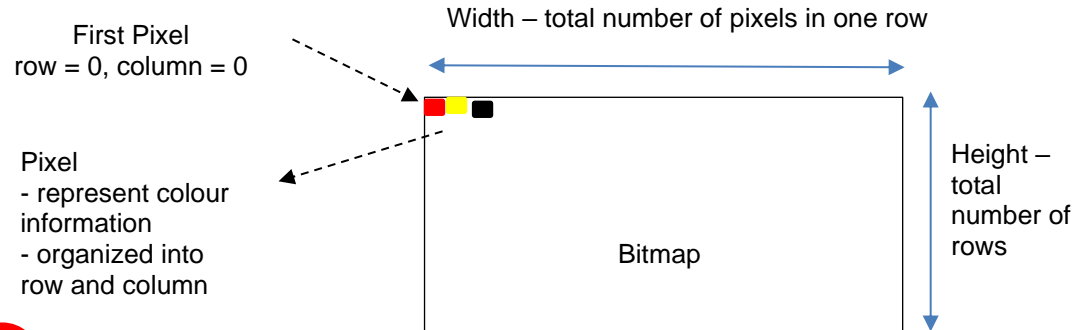 Width – total number of pixels in one row
First Pixel
row = 0, column = 0
Pixel
- represent colour
information
- organized into
row and column
Height –
total
number of
rows
Bitmap